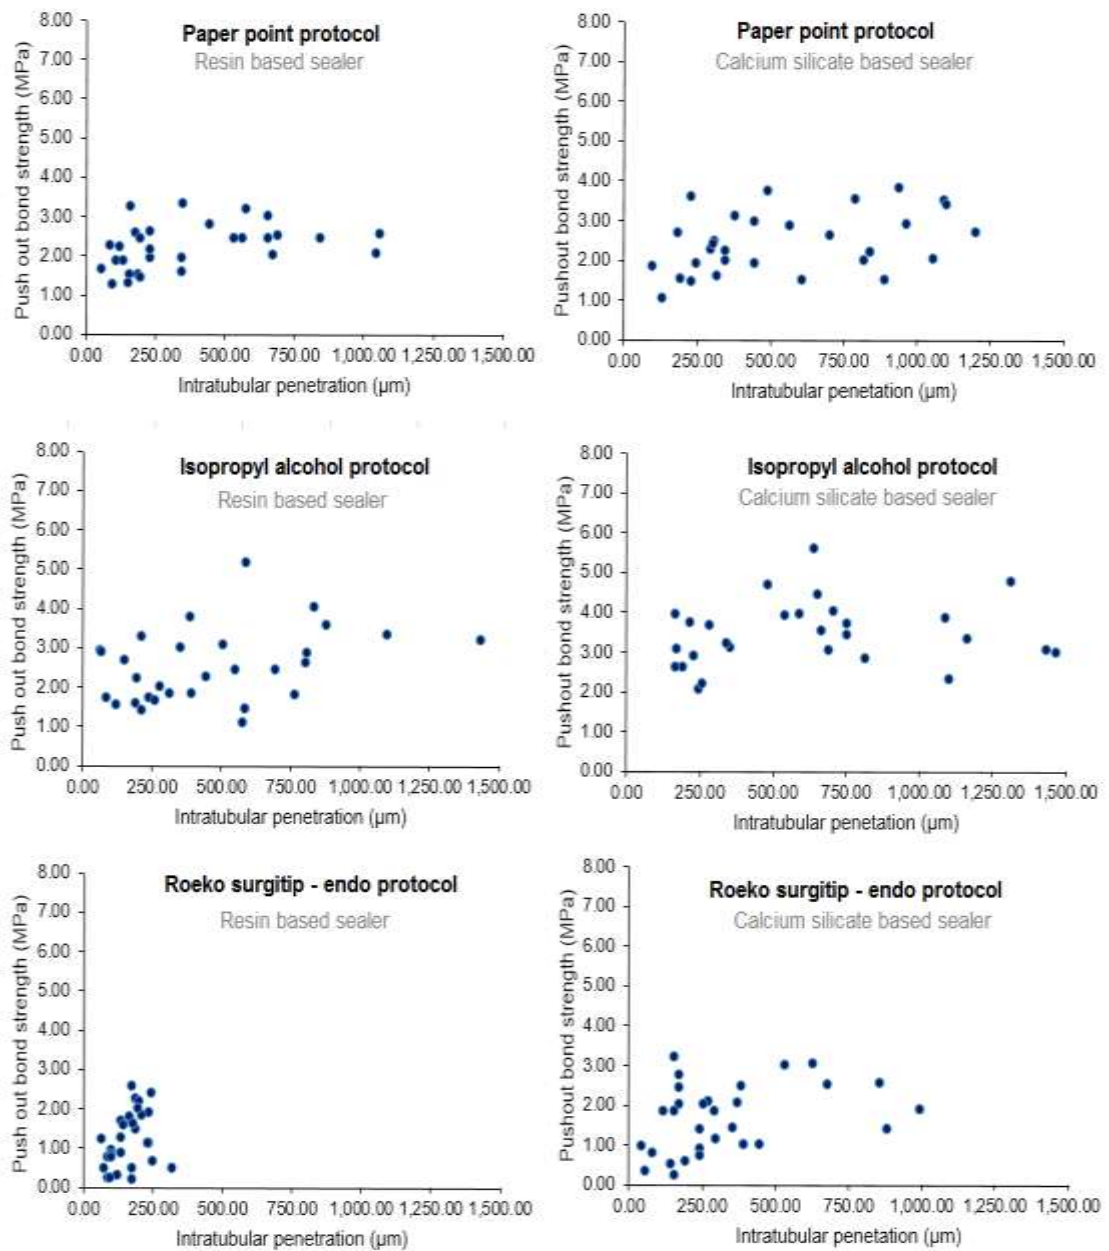 Paper point protocol
Resin based sealer
Push out bond strength (MPa)
8.00
7.00
6.00
5.00
4.00
3.00
2.00
1.00
0.00
0.00 250.00 500.00 750.00 1,000.00 1,500.00
Intratubular penetration (µm)
Paper point protocol
Calcium silicate based sealer
Pushout bond strength (MPa)
8.00
7.00
6.00
5.00
4.00
3.00
2.00
1.00
0.00
0.00 250.00 500.00 750.00 1,000.00 1,250.00 1,500.00
Intratubular penetation (µm)
Isopropyl alcohol protocol
Resin based sealer
Push out bond strength (MPa)
8.00
7.00
6.00
5.00
4.00
3.00
2.00
1.00
0.00
0.00 250.00 500.00 750.00 1,000.00 1,250.00 1,500.00
Intratubular penetration (µm)
Isopropyl alcohol protocol
Calcium silicate based sealer
Pushout bond strength (MPa)
8.00
7.00
6.00
5.00
4.00
3.00
2.00
1.00
0.00
0.00 250.00 500.00 750.00 1,000.00 1,250.00 1,500.00
Intratubular penetation (µm)
Roeko surgitip - endo protocol
Resin based sealer
Push out bond strength (MPa)
8.00
7.00
6.00
5.00
4.00
3.00
2.00
1.00
0.00
0.00 250.00 500.00 750.00 1,000.00 1,250.00 1,500.00
Intratubular penetration (µm)
Roeko surgitip - endo protocol
Calcium silicate based sealer
Pushout bond strength (MPa)
8.00
7.00
6.00
5.00
4.00
3.00
2.00
1.00
0.00
0.00 250.00 500.00 750.00 1,000.00 1,250.00 1,500.00
Intratubular penetation (µm)